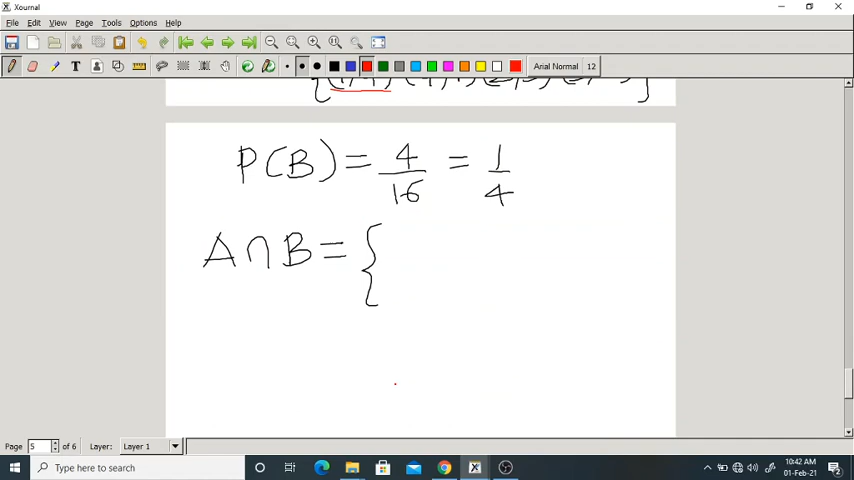 Xournal
File Edit View Page Tools Options Help
Arial Normal 12
P(B) = 4/16 = 1/4
A∩B = {
Page 5 of 6 Layer: Layer 1
Type here to search
10:42 AM
01-Feb-21
2